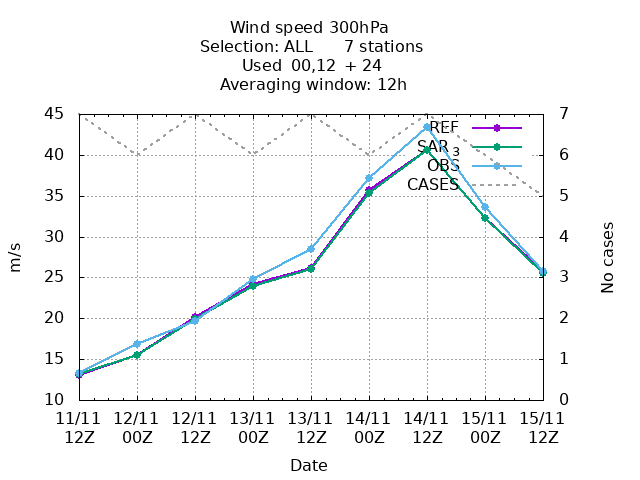 Wind speed 300hPa
Selection: ALL 7 stations
Used 00,12 + 24
Averaging window: 12h
45 7
REF
SAR 3
40 6
OBS
CASES
35 5
30 4
m/s
No cases
25 3
20 2
15 1
10 0
11/11 12/11 12/11 13/11 13/11 14/11 14/11 15/11 15/11
12Z 00Z 12Z 00Z 12Z 00Z 12Z 00Z 12Z
Date